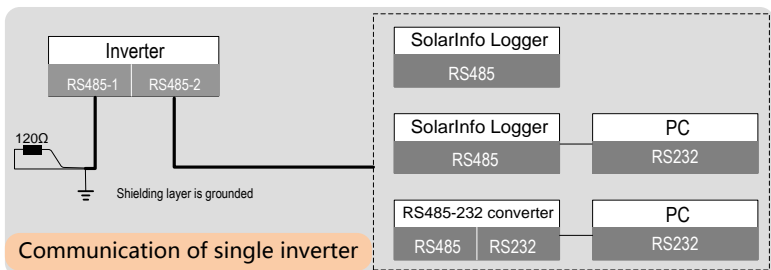 Inverter
RS485-1 RS485-2
120Ω
Shielding layer is grounded
Communication of single inverter
SolarInfo Logger
RS485
SolarInfo Logger
RS485
PC
RS232
RS485-232 converter
RS485 RS232
PC
RS232